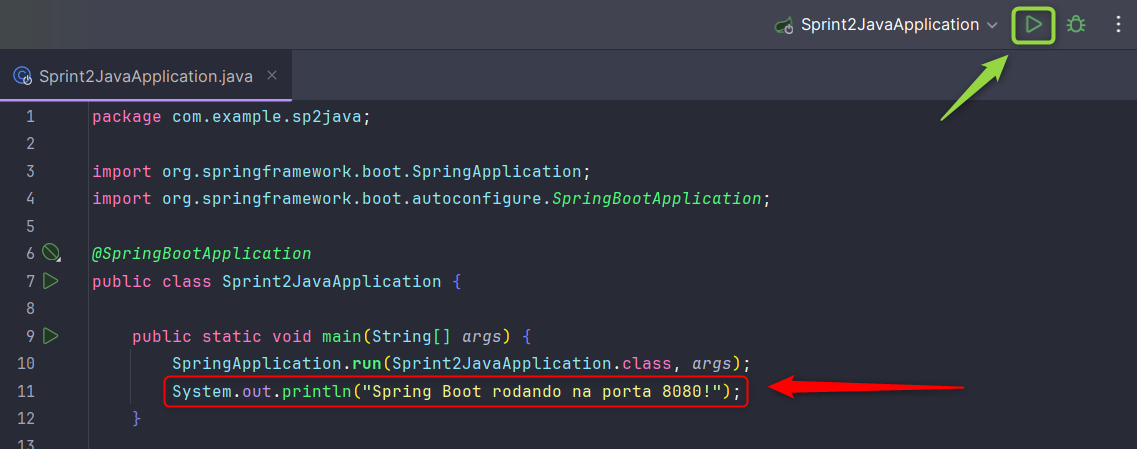 Sprint2JavaApplication
Sprint2JavaApplication.java
1 package com.example.sp2java;
2
3 import org.springframework.boot.SpringApplication;
4 import org.springframework.boot.autoconfigure.SpringBootApplication;
5
6 @SpringBootApplication
7 public class Sprint2JavaApplication {
8
9 public static void main(String[] args) {
10 SpringApplication.run(Sprint2JavaApplication.class, args);
11 System.out.println("Spring Boot rodando na porta 8080!");
12 }
13